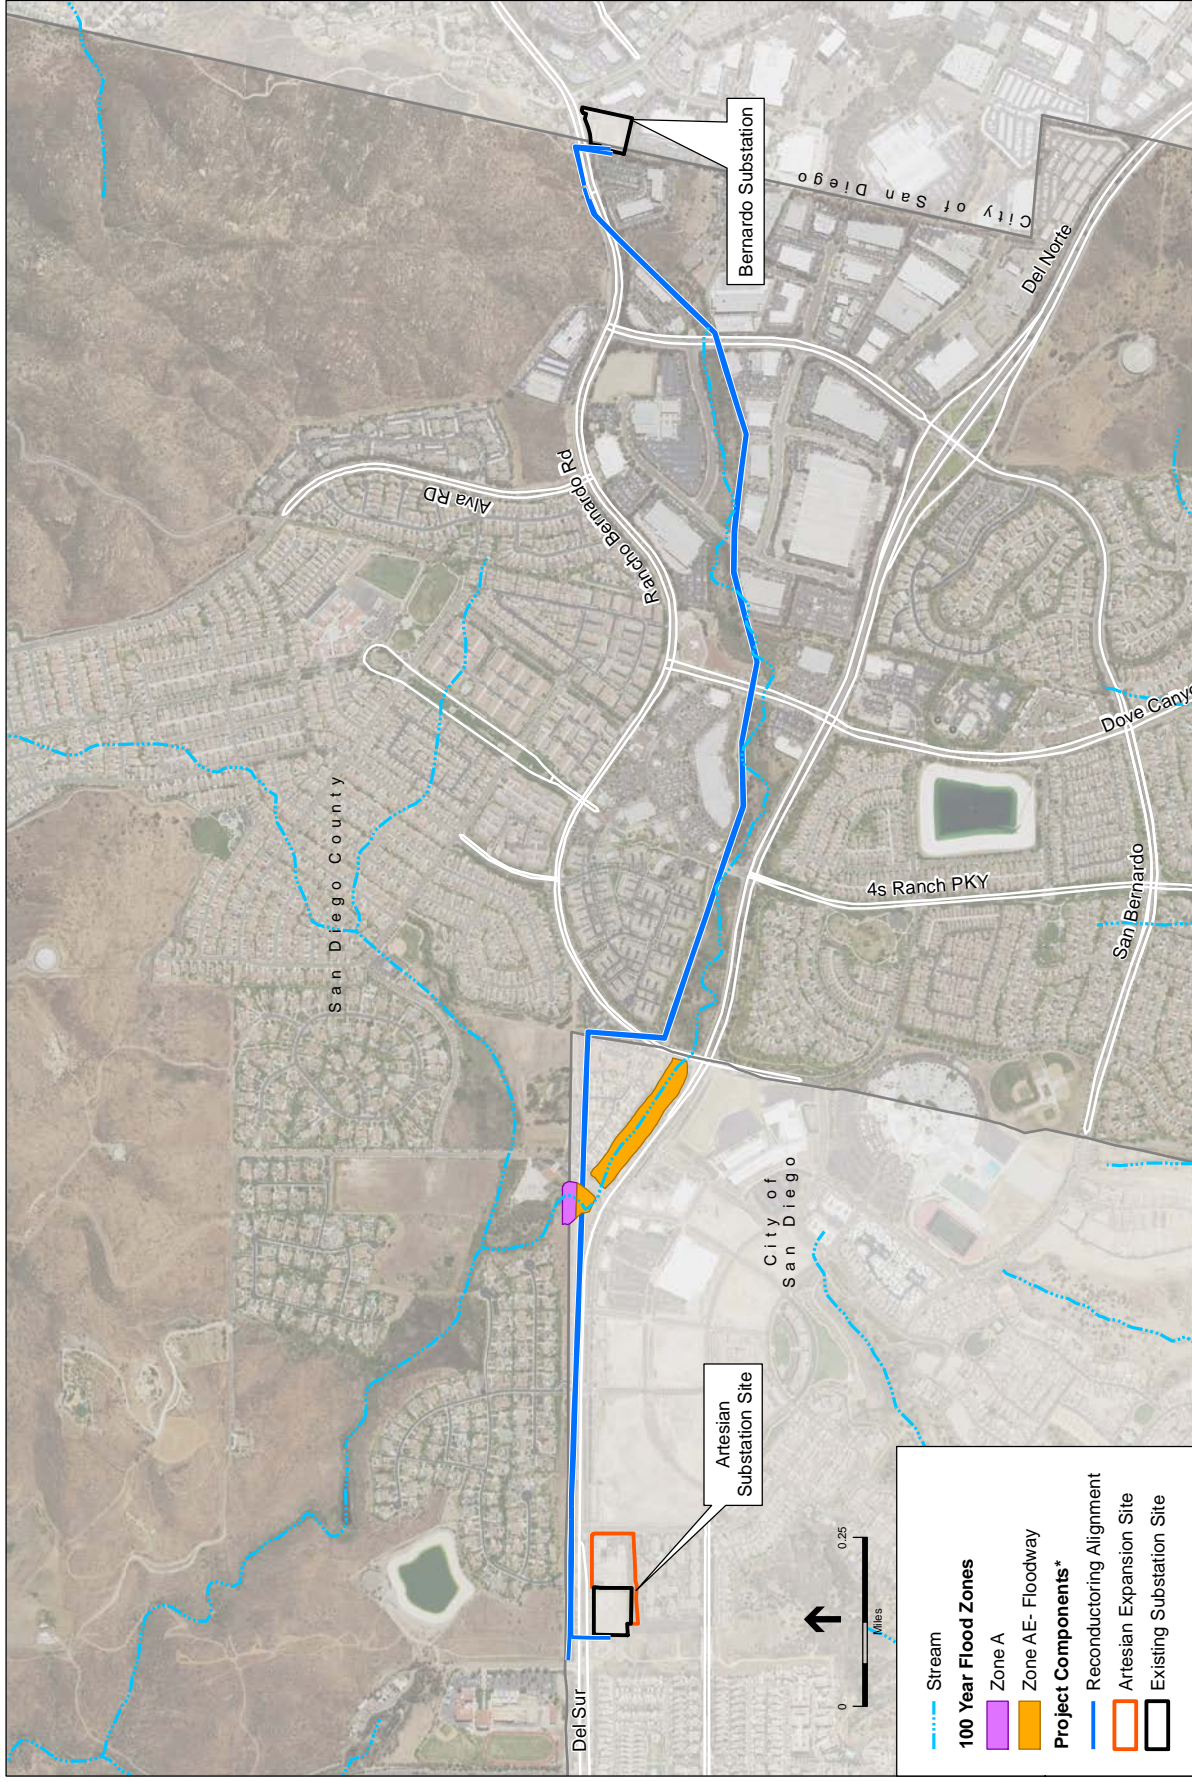 San Diego County
Alva RD
Rancho Bernardo Rd
Bernardo Substation
City of San Diego
Del Norte
Dove Canyo
4s Ranch PKY
San Bernardo
City of
San Diego
Del Sur
Artesian
Substation Site
0
0.25
Miles
Stream
100 Year Flood Zones
Zone A
Zone AE- Floodway
Project Components*
Reconductoring Alignment
Artesian Expansion Site
Existing Substation Site